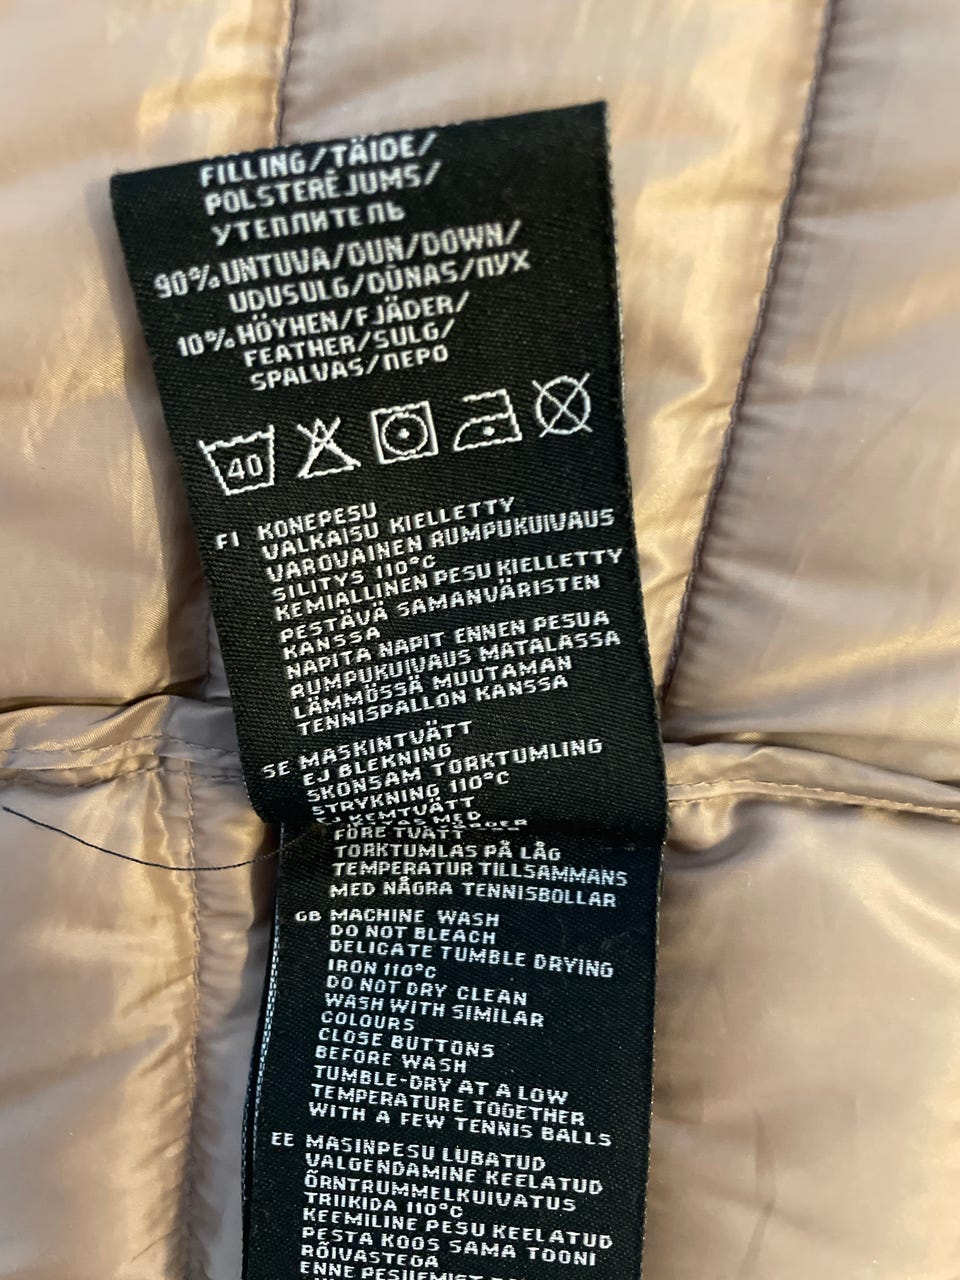 FILLING/TÄIDE/
POLSTERĒJUMS/
УТЕПЛИТЕЛЬ
90% UNTUVA/DUN/DOWN/
UDUSULG/DŪNAS/ПУХ
10% HÖYHEN/FJÄDER/
FEATHER/SULG/
SPALVAS/ПЕРО
40
FI KONEPESU
VALKAISU KIELLETTY
VAROVAINEN RUMPUKUIVAUS
SILITYS 110°C
KEMIALLINEN PESU KIELLETTY
PESTÄVÄ SAMANVÄRISTEN
KANSSA
NAPITA NAPIT ENNEN PESUA
RUMPUKUIVAUS MATALASSA
LÄMMÖSSÄ MUUTAMAN
TENNISPALLON KANSSA
SE MASKINTVÄTT
EJ BLEKNING
SKONSAM TORKTUMLING
STRYKNING 110°C
EJ KEMTVÄTT
MED
FÖRE TVÄTT
TORKTUMLAS PÅ LÅG
TEMPERATUR TILLSAMMANS
MED NÅGRA TENNISBOLLAR
GB MACHINE WASH
DO NOT BLEACH
DELICATE TUMBLE DRYING
IRON 110°C
DO NOT DRY CLEAN
WASH WITH SIMILAR
COLOURS
CLOSE BUTTONS
BEFORE WASH
TUMBLE-DRY AT A LOW
TEMPERATURE TOGETHER
WITH A FEW TENNIS BALLS
EE MASINPESU LUBATUD
VALGENDAMINE KEELATUD
ÕRNTRUMMELKUIVATUS
TRIIKIDA 110°C
KEEMILINE PESU KEELATUD
PESTA KOOS SAMA TOONI
RÕIVASTEGA
ENNE